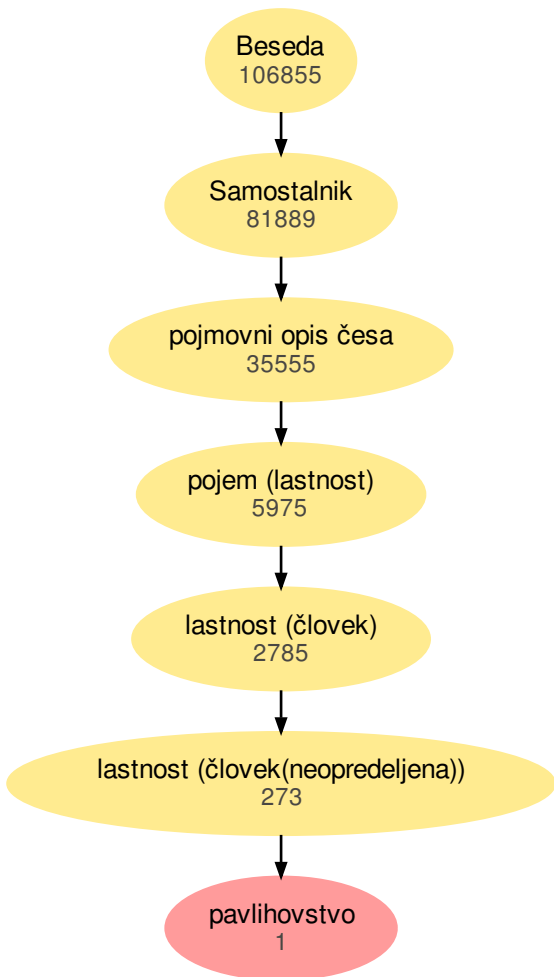 Beseda
106855
Samostalnik
81889
pojmovni opis česa
35555
pojem (lastnost)
5975
lastnost (človek)
2785
lastnost (človek(neopredeljena))
273
pavlihovstvo
1